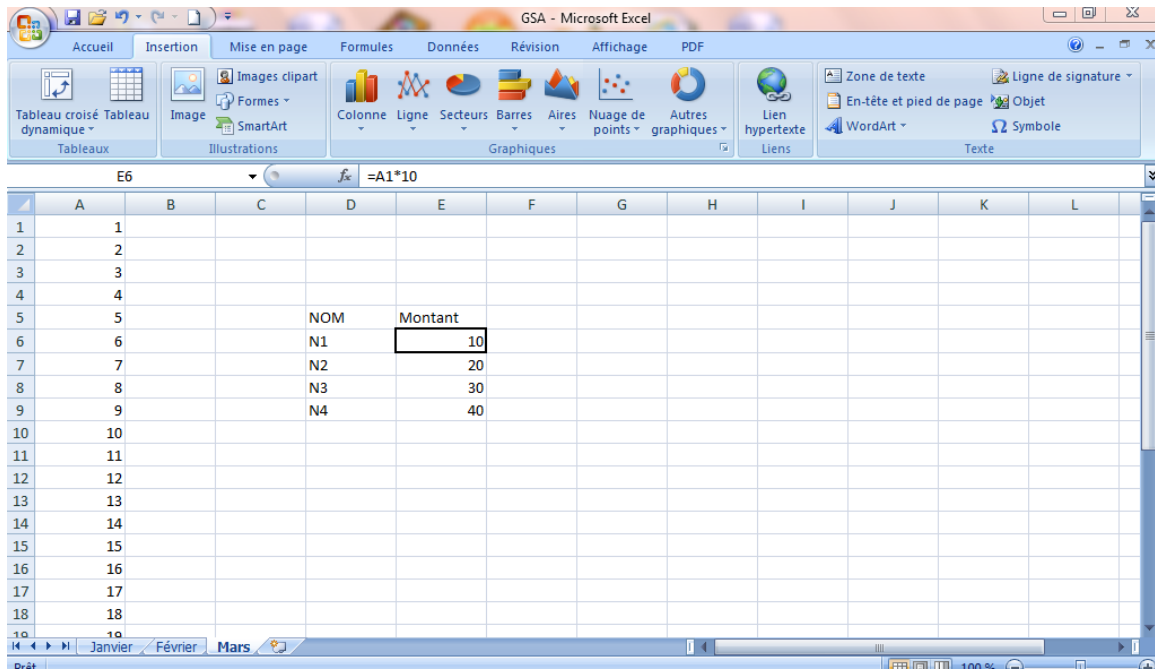 GSA - Microsoft Excel
Accueil Insertion Mise en page Formules Données Révision Affichage PDF
Tableau croisé dynamique Tableau Image Images clipart Formes SmartArt Colonne Ligne Secteurs Barres Aires Nuage de points Autres graphiques Lien hypertexte Zone de texte En-tête et pied de page WordArt Ligne de signature Objet Symbole
Tableaux Illustrations Graphiques Liens Texte
E6 fx =A1*10
A B C D E F G H I J K L
1 1
2 2
3 3
4 4
5 5 NOM Montant
6 6 N1 10
7 7 N2 20
8 8 N3 30
9 9 N4 40
10 10
11 11
12 12
13 13
14 14
15 15
16 16
17 17
18 18
19 19
Janvier Février Mars
Prêt 100 %